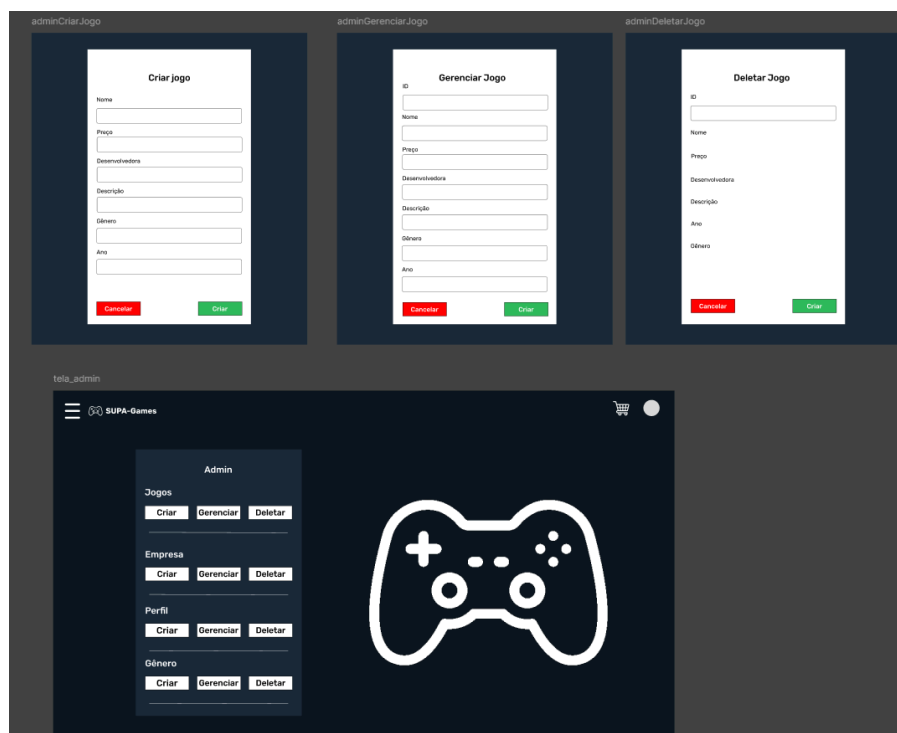 adminCriarJogo
Criar jogo
Nome
Preço
Desenvolvedora
Descrição
Gênero
Ano
Cancelar
Criar
adminGerenciarJogo
Gerenciar Jogo
ID
Nome
Preço
Desenvolvedora
Descrição
Gênero
Ano
Cancelar
Criar
adminDeletarJogo
Deletar Jogo
ID
Nome
Preço
Desenvolvedora
Descrição
Ano
Gênero
Cancelar
Criar
tela_admin
SUPA-Games
Admin
Jogos
Criar Gerenciar Deletar
Empresa
Criar Gerenciar Deletar
Perfil
Criar Gerenciar Deletar
Gênero
Criar Gerenciar Deletar